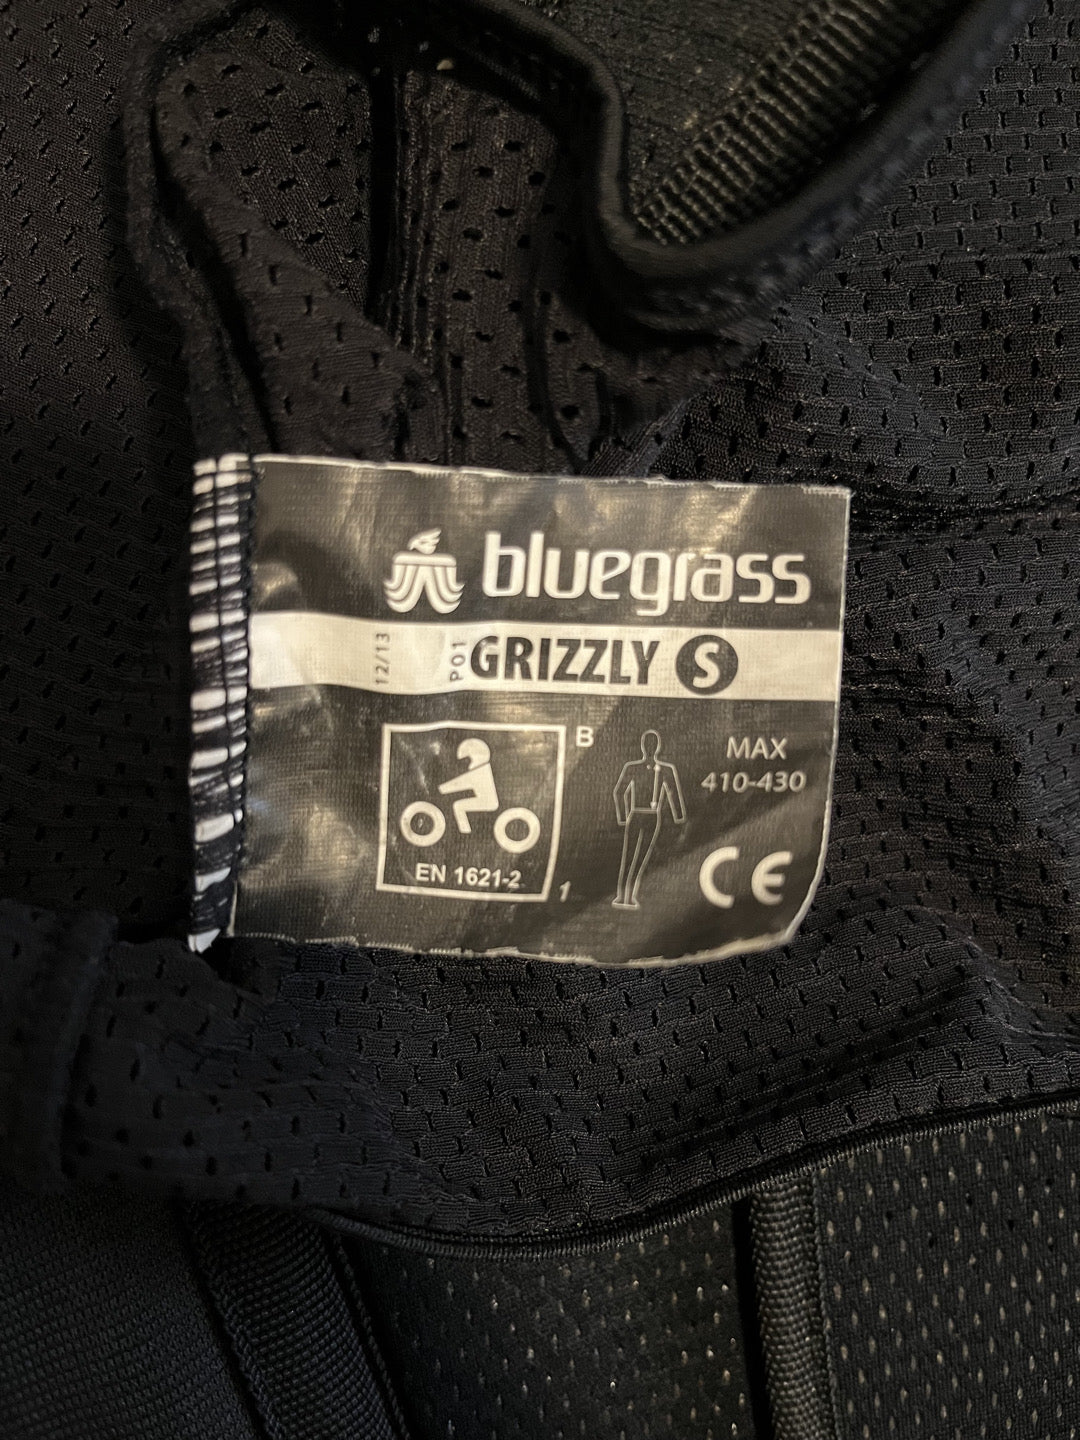 bluegrass
12/13
P01
GRIZZLY S
B
EN 1621-2
1
MAX
410-430
CE